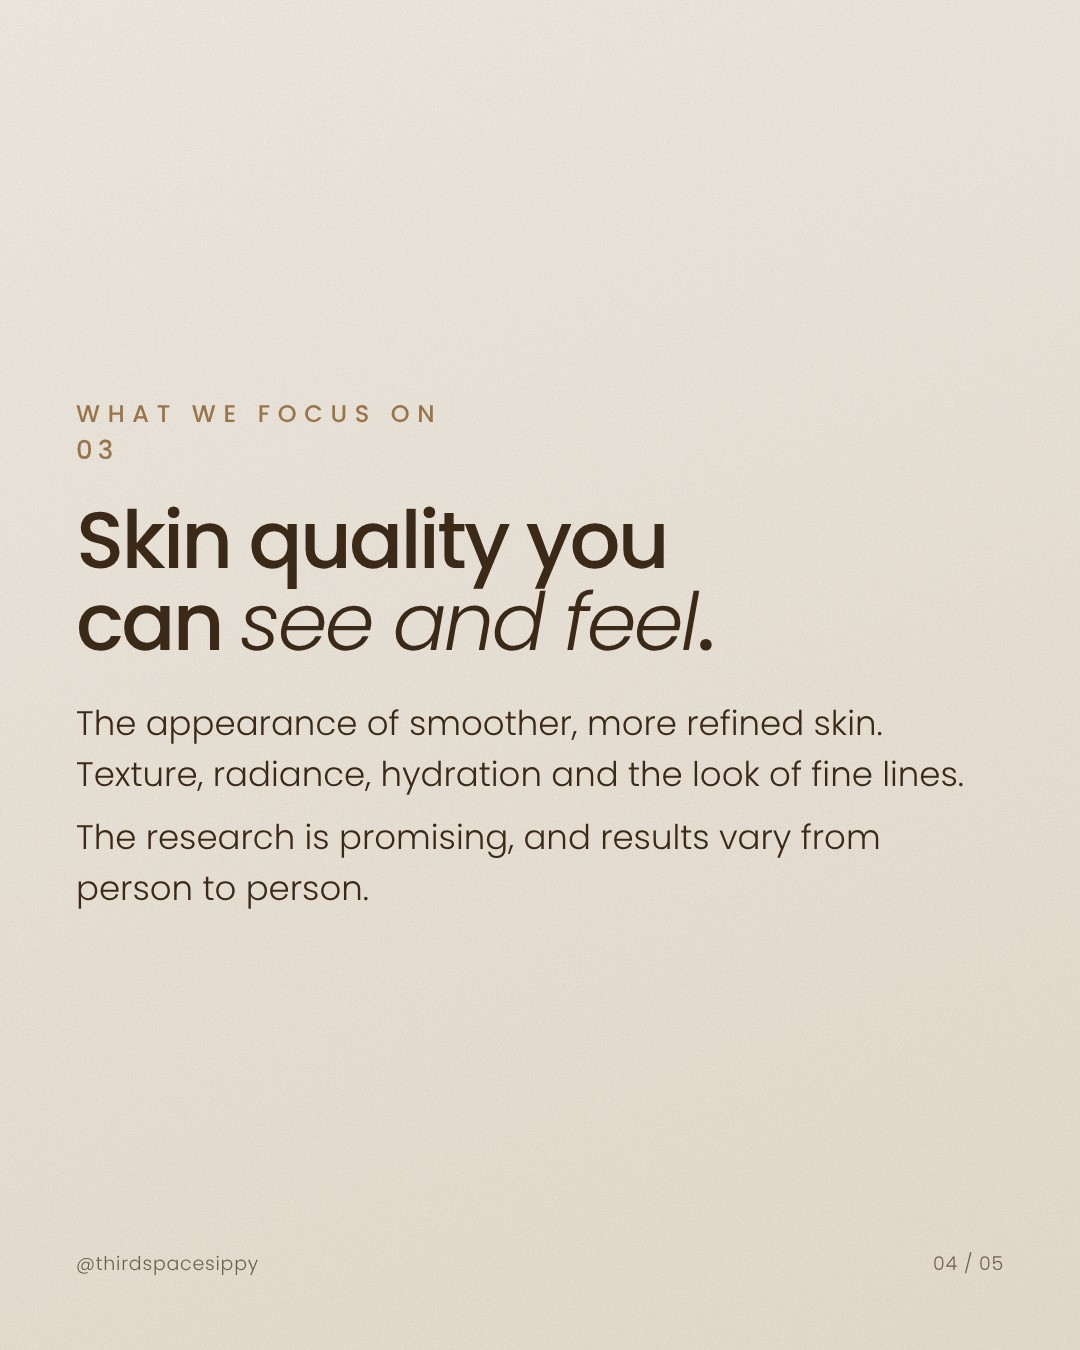 WHAT WE FOCUS ON
03
Skin quality you
can see and feel.
The appearance of smoother, more refined skin.
Texture, radiance, hydration and the look of fine lines.
The research is promising, and results vary from
person to person.
@thirdspacesippy
04 / 05